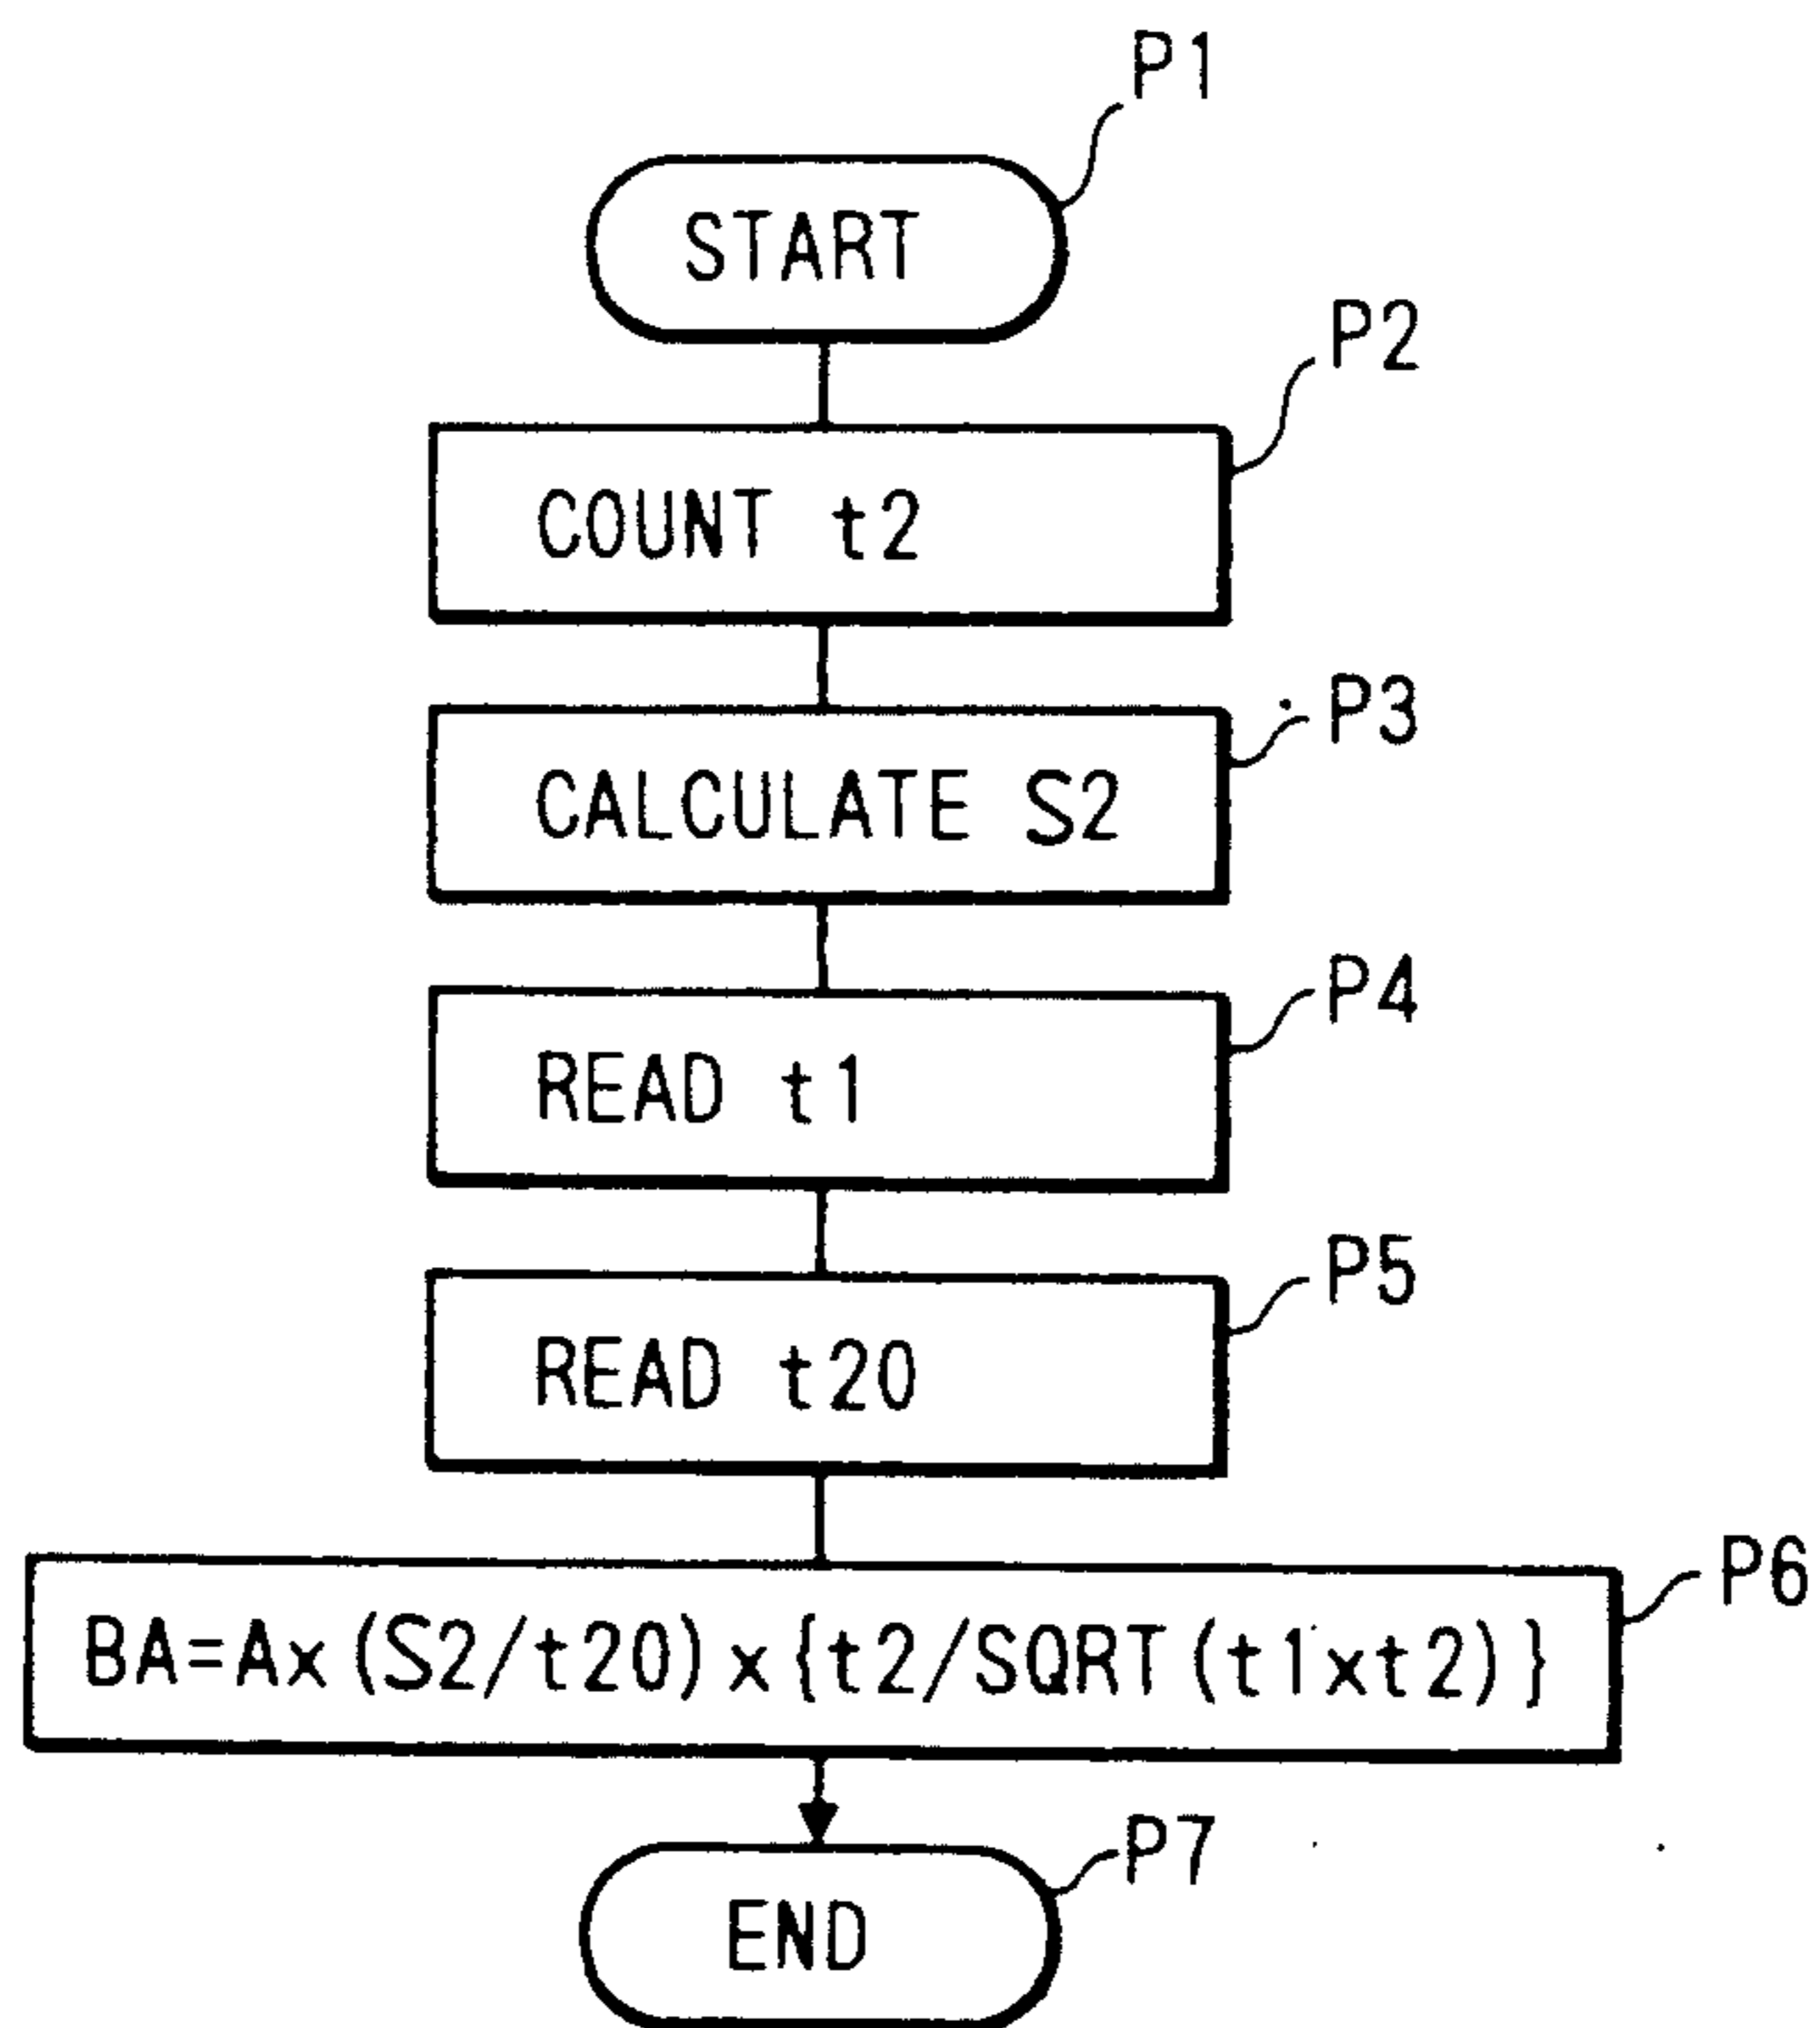 P1
START
P2
COUNT t2
P3
CALCULATE S2
P4
READ t1
P5
READ t20
P6
BA=Ax(S2/t20)x{t2/SQRT(t1xt2)}
P7
END